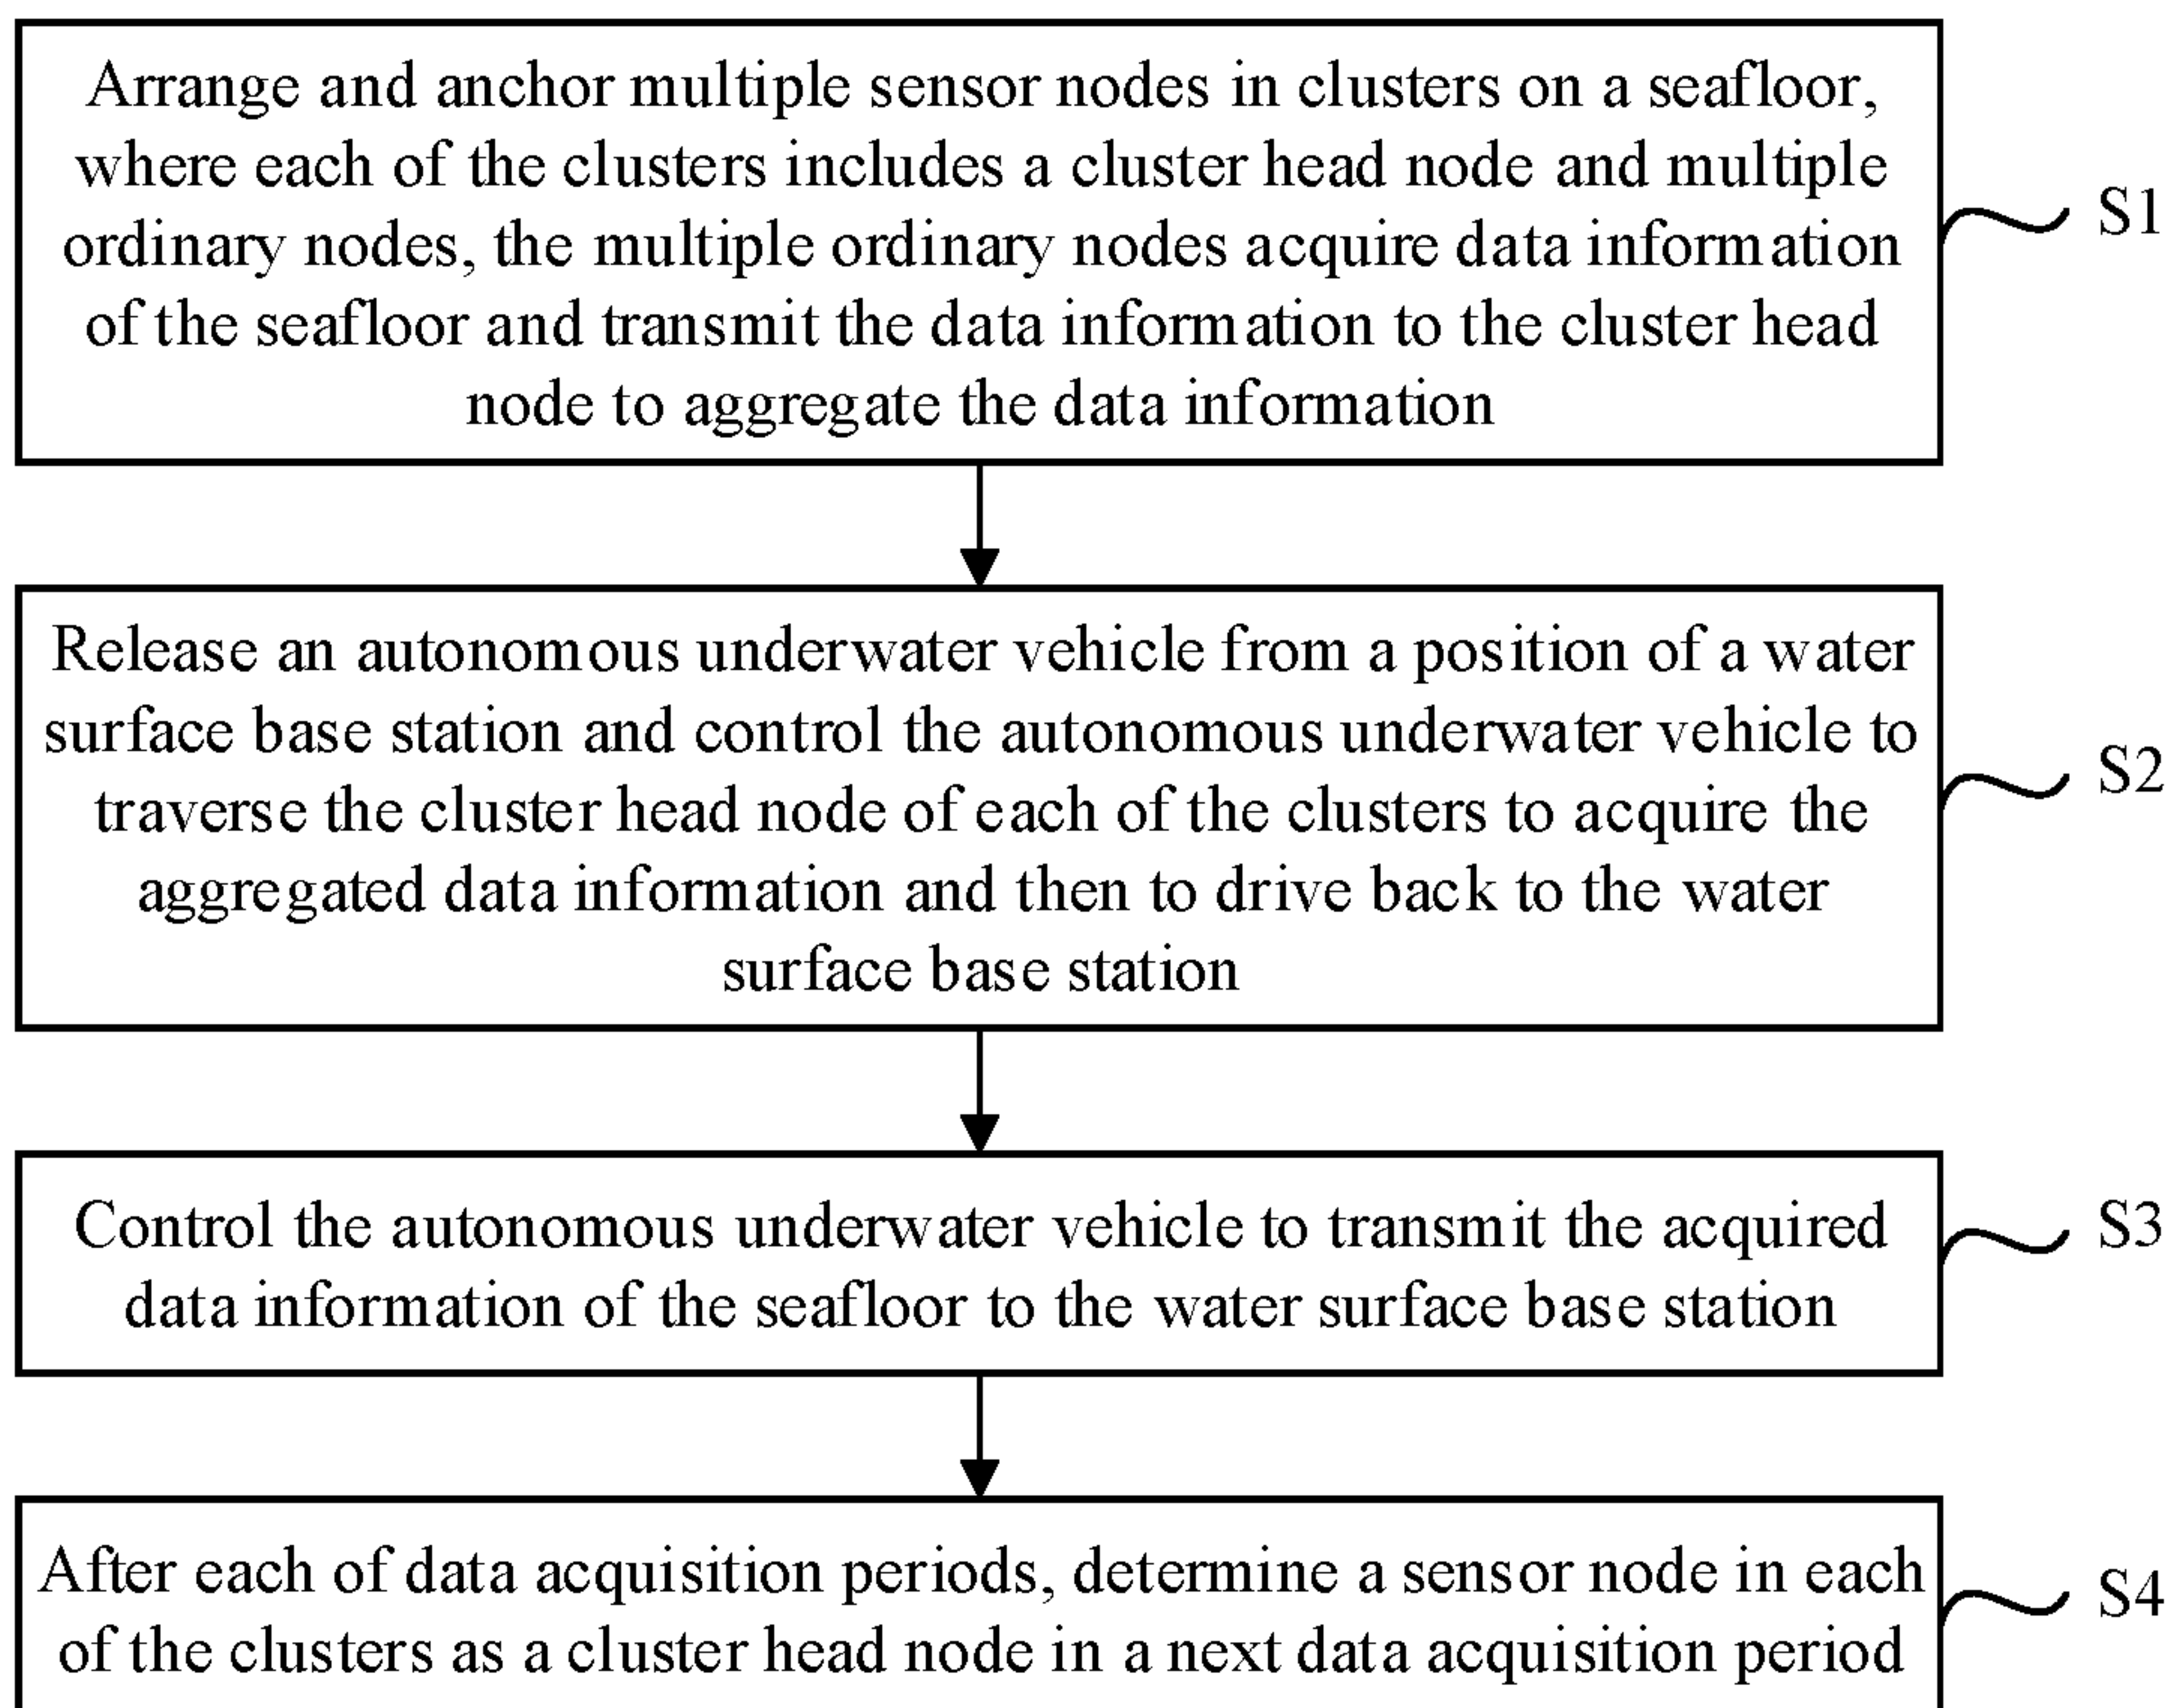 Arrange and anchor multiple sensor nodes in clusters on a seafloor,
where each of the clusters includes a cluster head node and multiple
ordinary nodes, the multiple ordinary nodes acquire data information
of the seafloor and transmit the data information to the cluster head
node to aggregate the data information
S1
Release an autonomous underwater vehicle from a position of a water
surface base station and control the autonomous underwater vehicle to
traverse the cluster head node of each of the clusters to acquire the
aggregated data information and then to drive back to the water
surface base station
S2
Control the autonomous underwater vehicle to transmit the acquired
data information of the seafloor to the water surface base station
S3
After each of data acquisition periods, determine a sensor node in each
of the clusters as a cluster head node in a next data acquisition period
S4